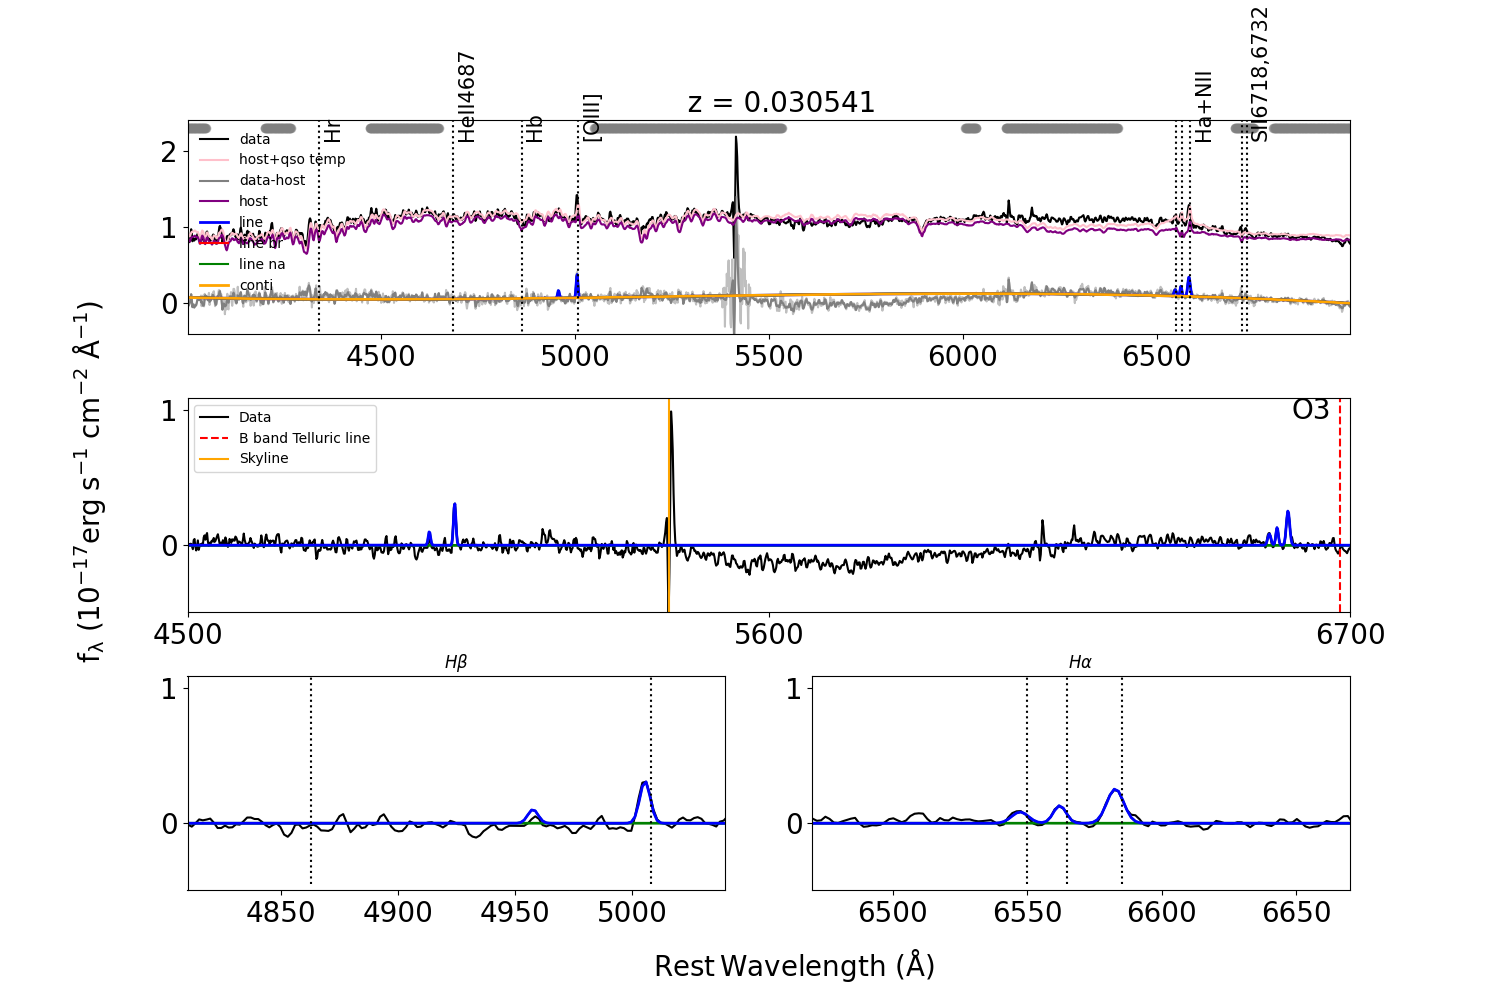 z = 0.030541
Hr
HeII4687
Hb
[OIII]
Ha+NII
SII6718,6732
data
host+qso temp
data-host
host
line
line br
line na
conti
2
1
0
4500
5000
5500
6000
6500
f_λ (10⁻¹⁷erg s⁻¹ cm⁻² Å⁻¹)
Data
B band Telluric line
Skyline
O3
1
0
4500
5600
6700
Hβ
1
0
4850
4900
4950
5000
Hα
1
0
6500
6550
6600
6650
Rest Wavelength (Å)